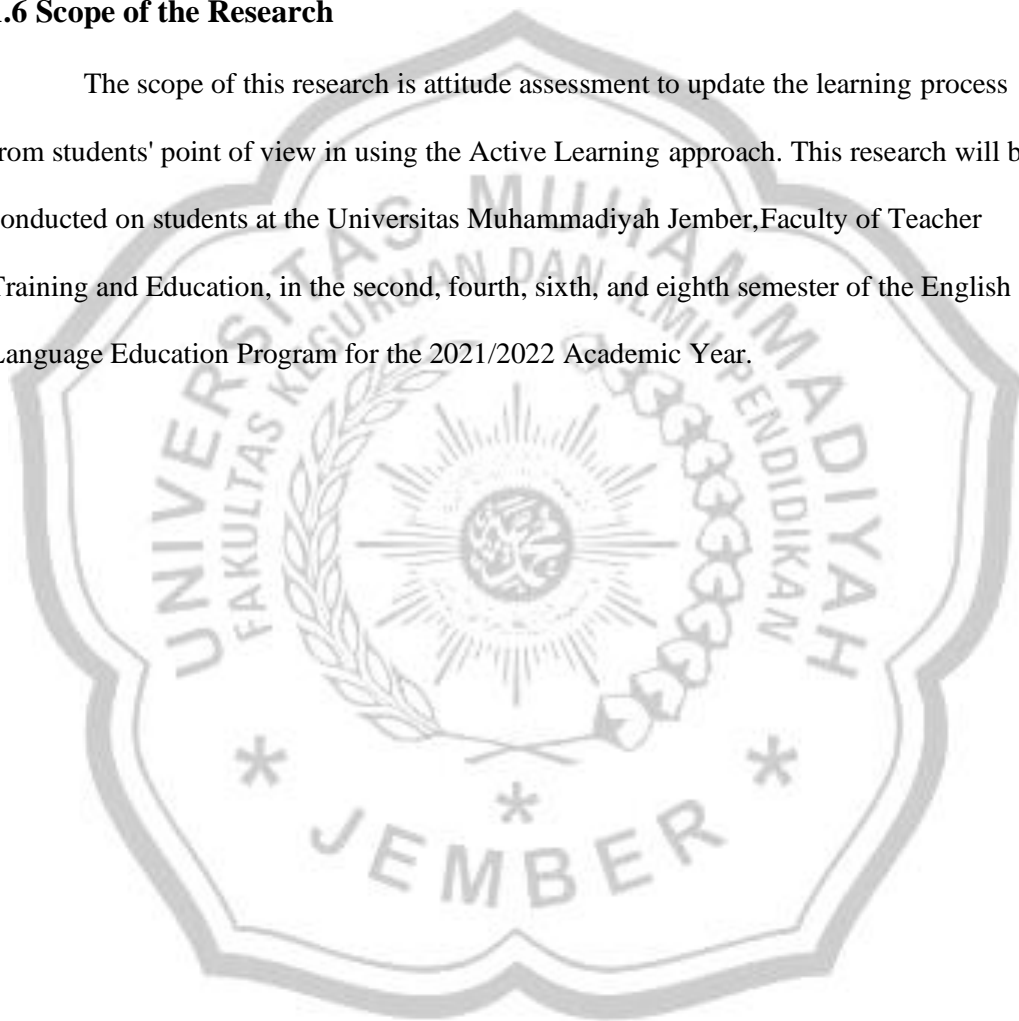 .6 Scope of the Research
The scope of this research is attitude assessment to update the learning process
rom students' point of view in using the Active Learning approach. This research will b
onducted on students at the Universitas Muhammadiyah Jember,Faculty of Teacher
raining and Education, in the second, fourth, sixth, and eighth semester of the English
Language Education Program for the 2021/2022 Academic Year.
UNIVERSITAS MUHAMMADIYAH
FAKULTAS KEGURUAN DAN ILMU PENDIDIKAN
* JEMBER *
*